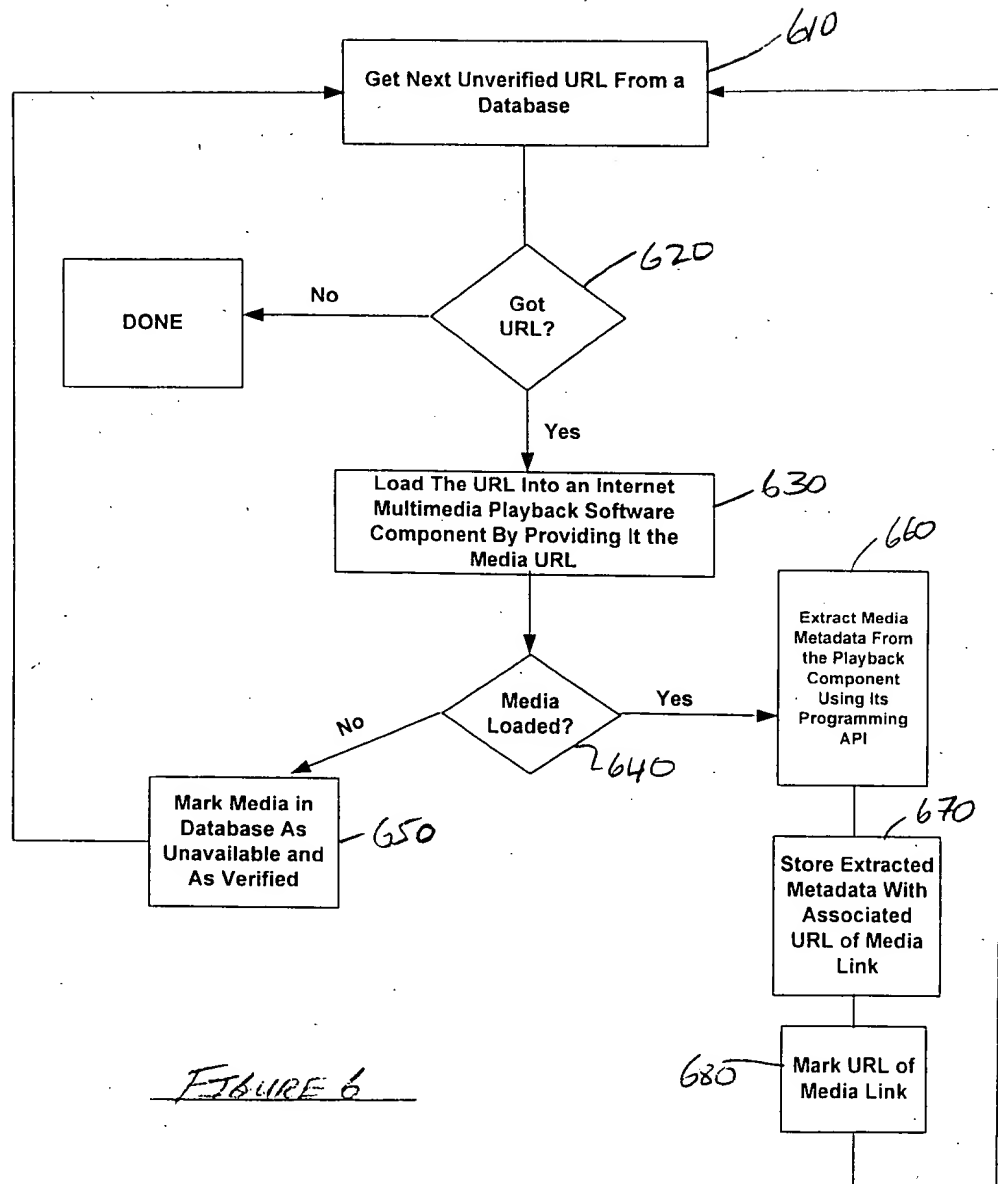 610
Get Next Unverified URL From a
Database
620
Got
URL?
No
DONE
Yes
Load The URL Into an Internet
Multimedia Playback Software
Component By Providing It the
Media URL
630
660
Extract Media
Metadata From
the Playback
Component
Using Its
Programming
API
Media
Loaded?
Yes
No
640
Mark Media in
Database As
Unavailable and
As Verified
650
670
Store Extracted
Metadata With
Associated
URL of Media
Link
680
Mark URL of
Media Link
FIGURE 6